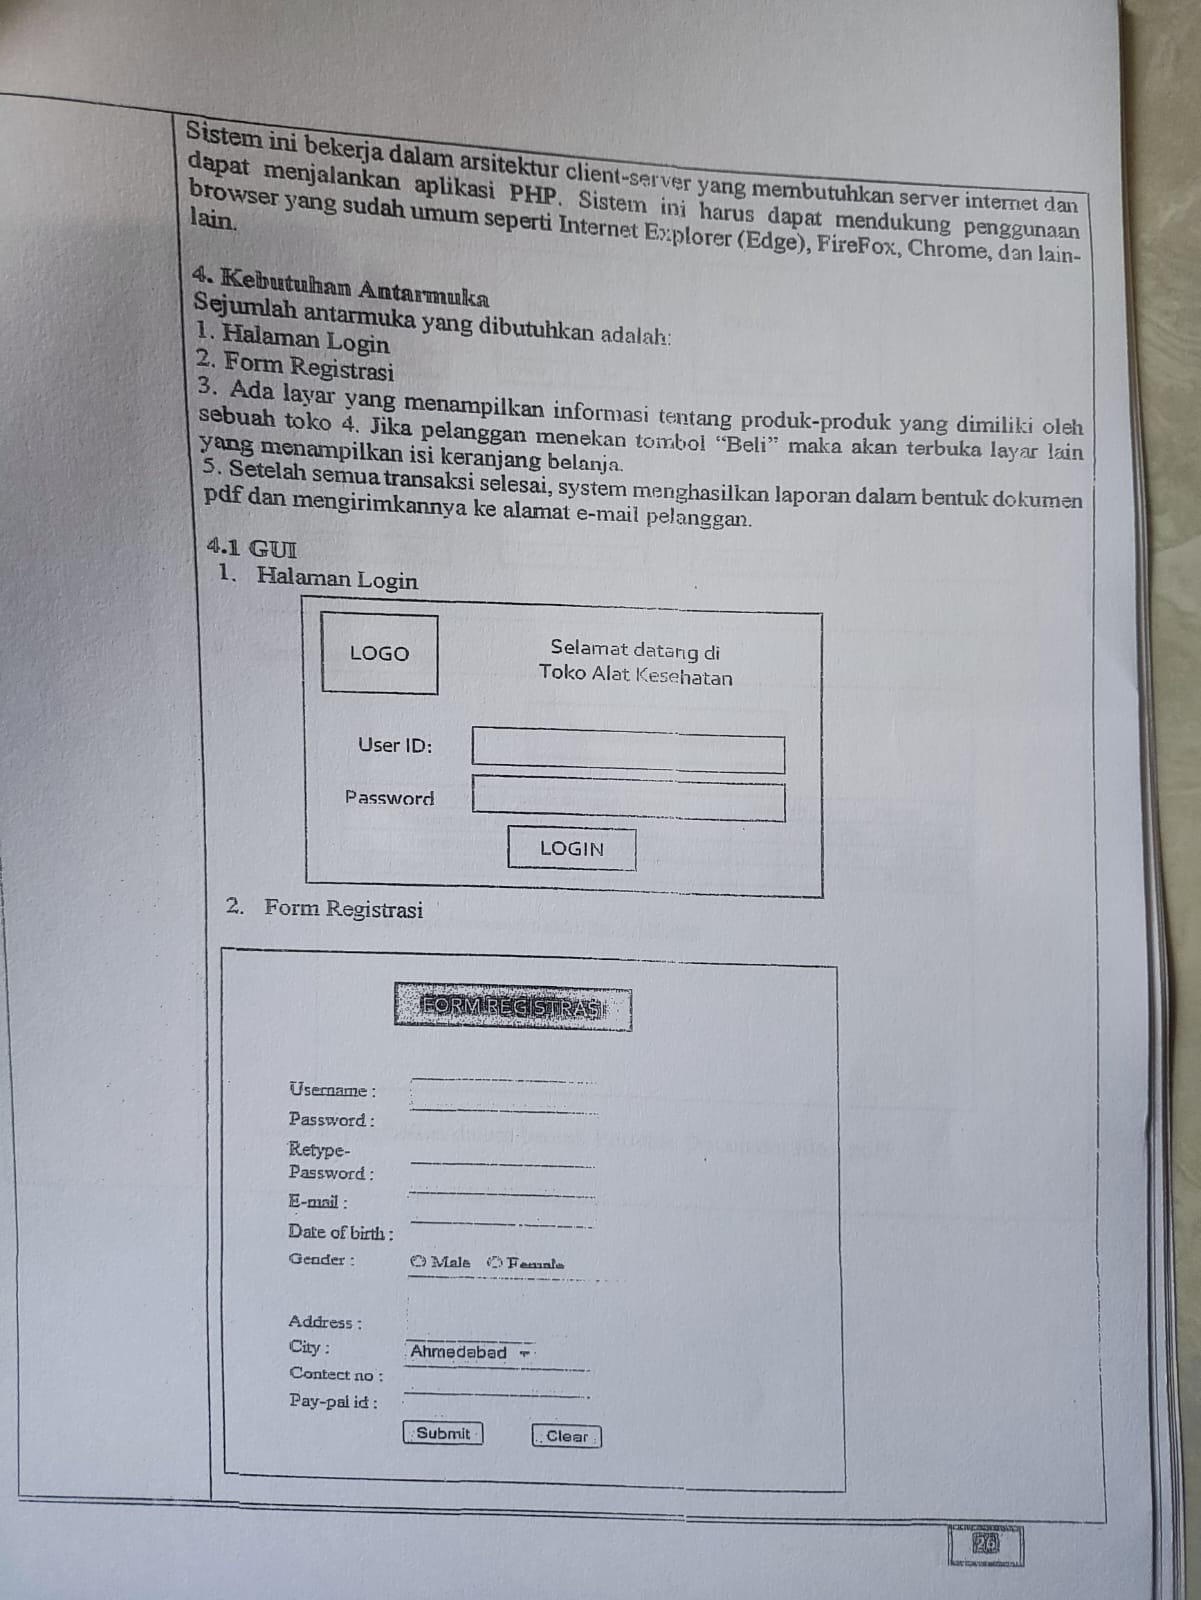 Sistem ini bekerja dalam arsitektur client-server yang membutuhkan server internet dan
dapat menjalankan aplikasi PHP. Sistem ini harus dapat mendukung penggunaan
browser yang sudah umum seperti Internet Explorer (Edge), FireFox, Chrome, dan lain-
lain.
4. Kebutuhan Antarmuka
Sejumlah antarmuka yang dibutuhkan adalah:
1. Halaman Login
2. Form Registrasi
3. Ada layar yang menampilkan informasi tentang produk-produk yang dimiliki oleh
sebuah toko 4. Jika pelanggan menekan tombol “Beli” maka akan terbuka layar lain
yang menampilkan isi keranjang belanja.
5. Setelah semua transaksi selesai, system menghasilkan laporan dalam bentuk dokumen
pdf dan mengirimkannya ke alamat e-mail pelanggan.
4.1 GUI
1. Halaman Login
LOGO
Selamat datang di
Toko Alat Kesehatan
User ID:
Password
LOGIN
2. Form Registrasi
FORM REGISTRASI
Username :
Password :
Retype-
Password :
E-mail :
Date of birth :
Gender : Male Female
Address :
City : Ahmedabad
Contect no :
Pay-pal id :
Submit Clear
26